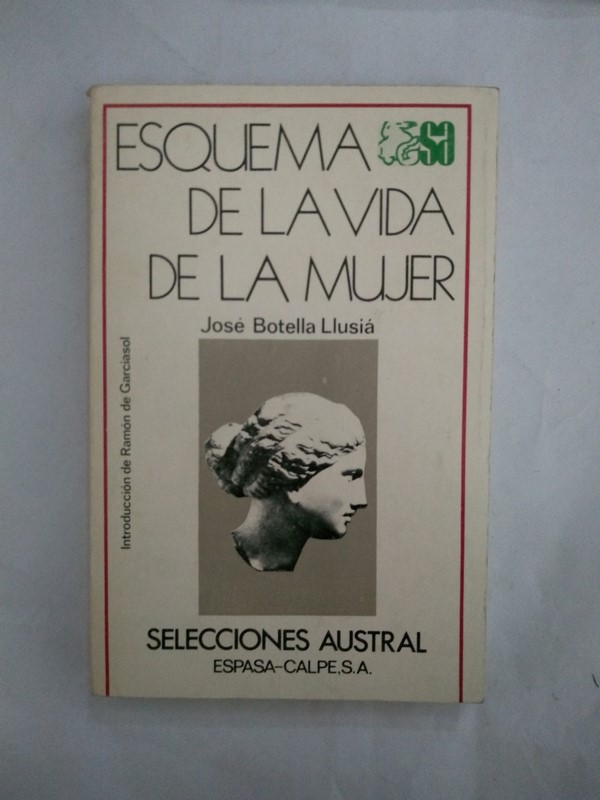 ESQUEMA
sa
DE LA VIDA
DE LA MUJER
José Botella Llusiá
Introducción de Ramón de Garciasol
SELECCIONES AUSTRAL
ESPASA-CALPE, S.A.